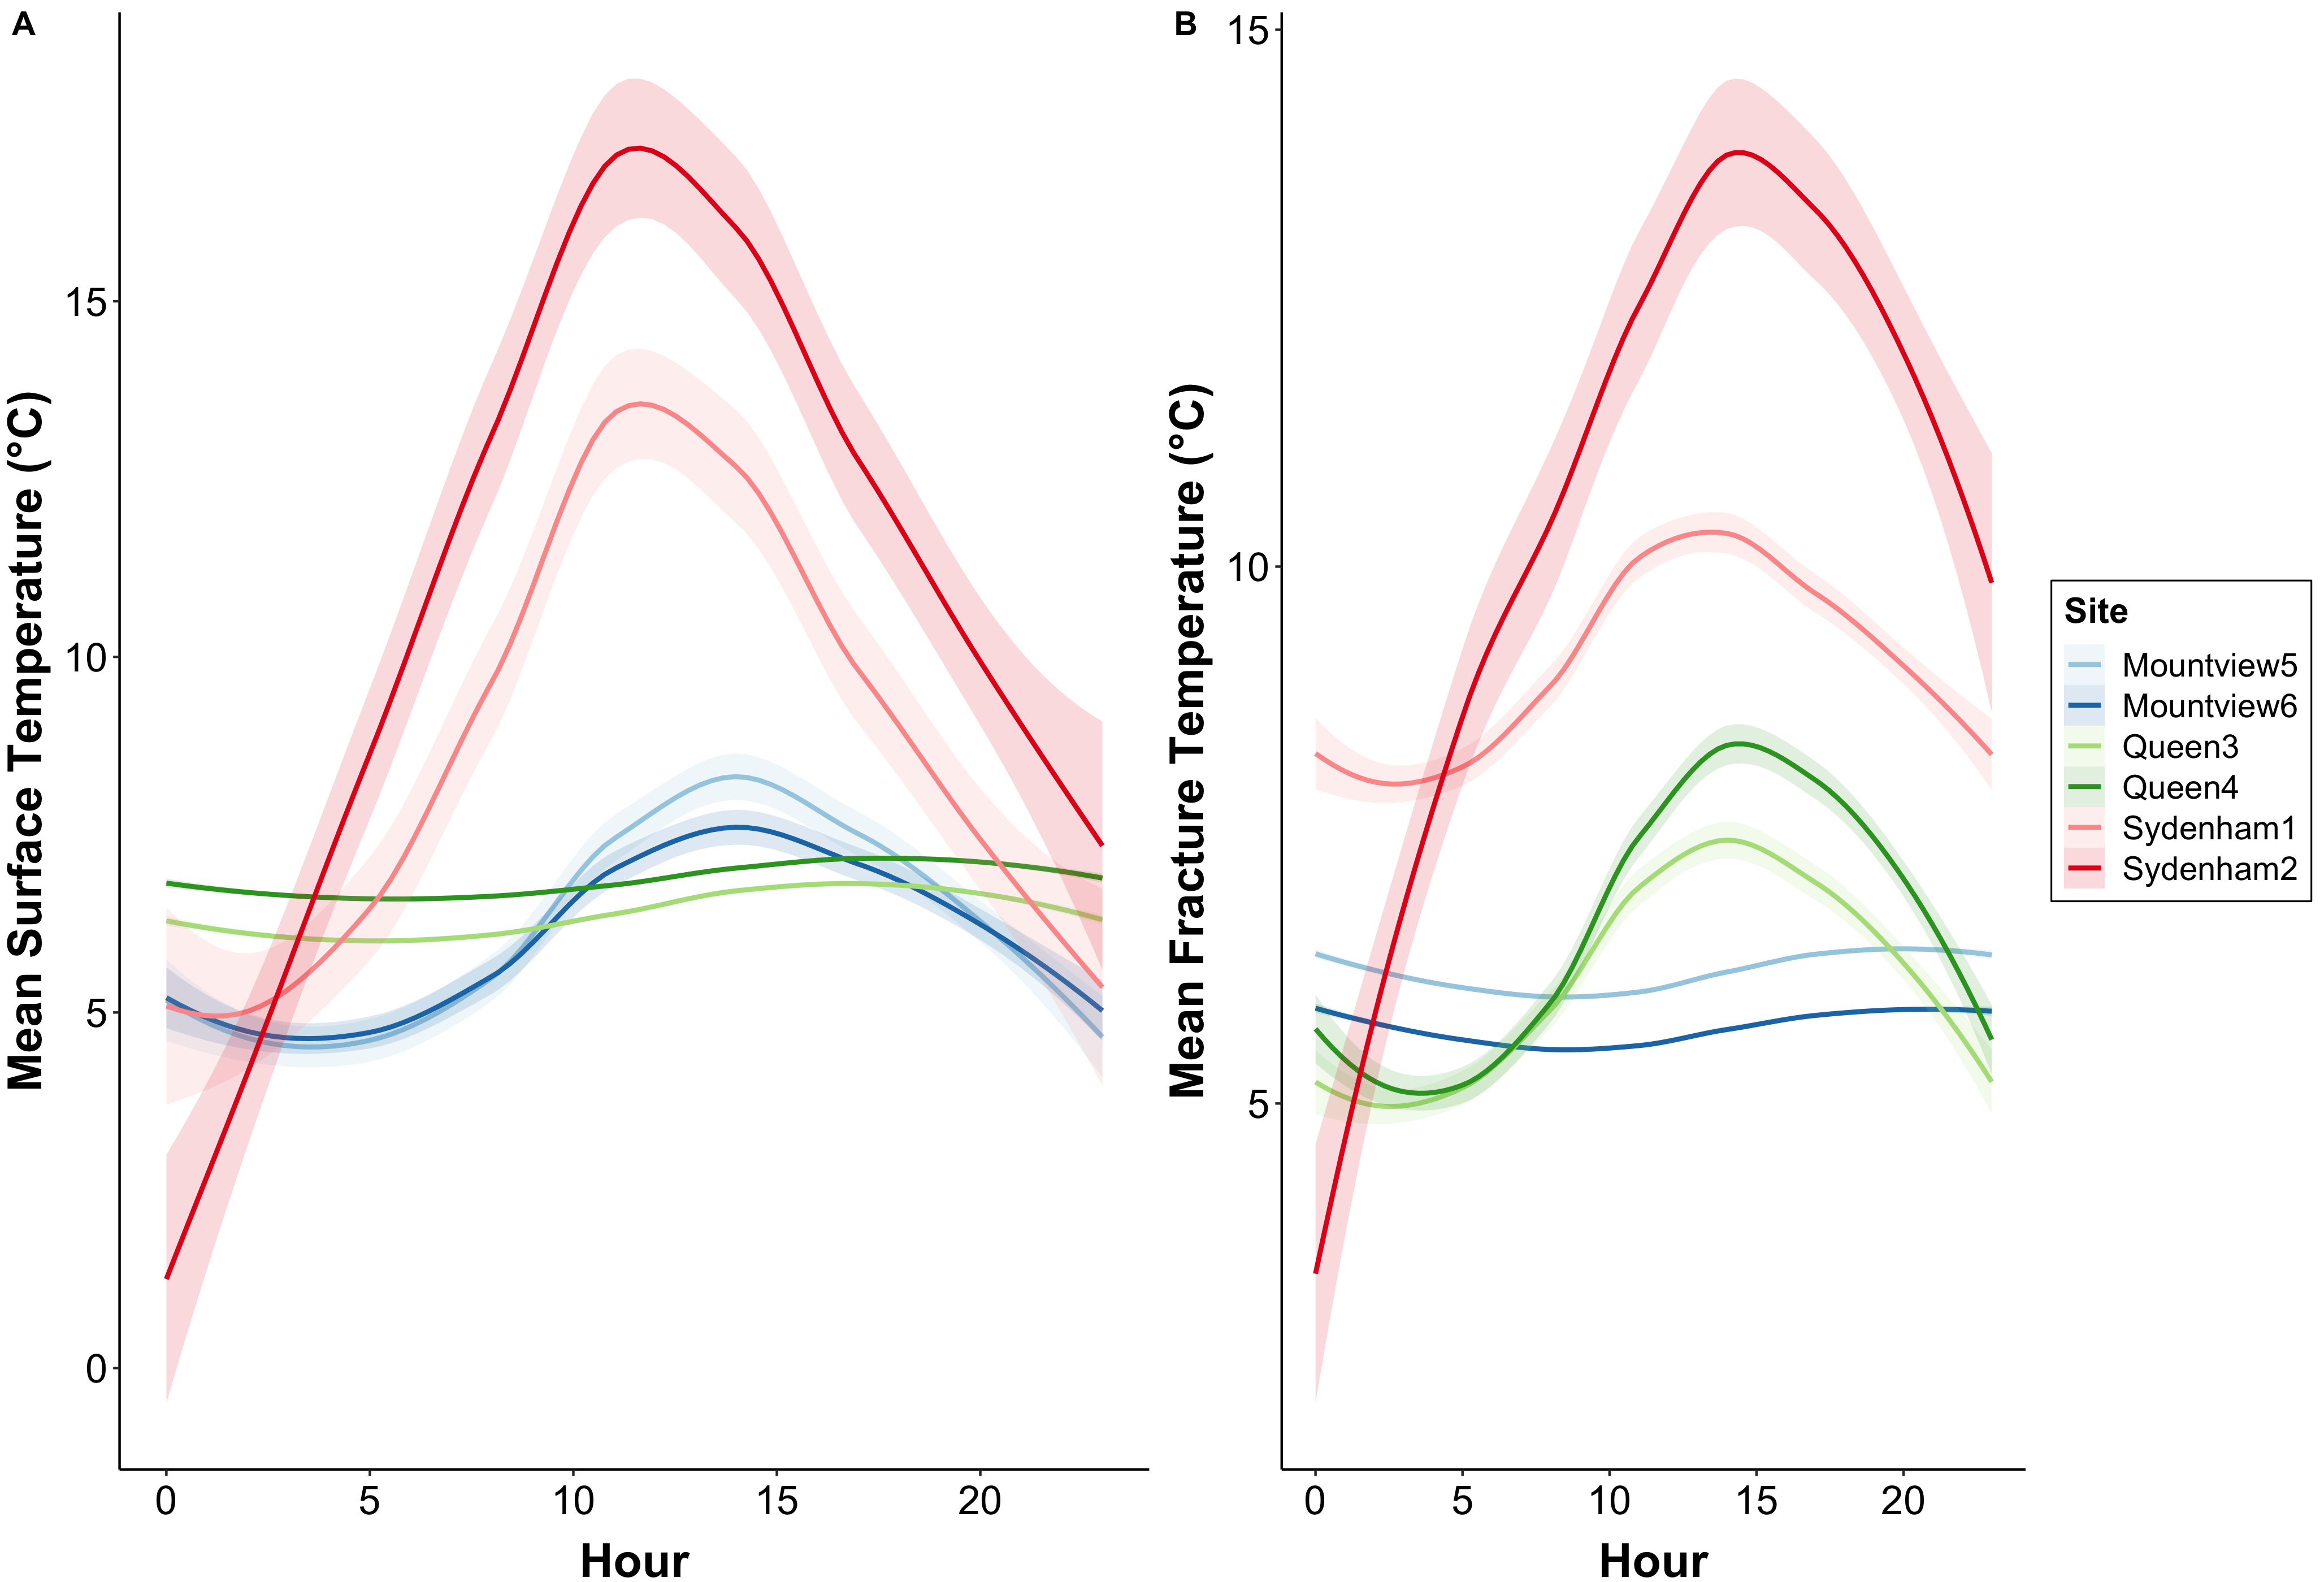 A
Mean Surface Temperature (°C)
15
10
5
0
0 5 10 15 20
Hour
B
Mean Fracture Temperature (°C)
15
10
5
0 5 10 15 20
Hour
Site
Mountview5
Mountview6
Queen3
Queen4
Sydenham1
Sydenham2